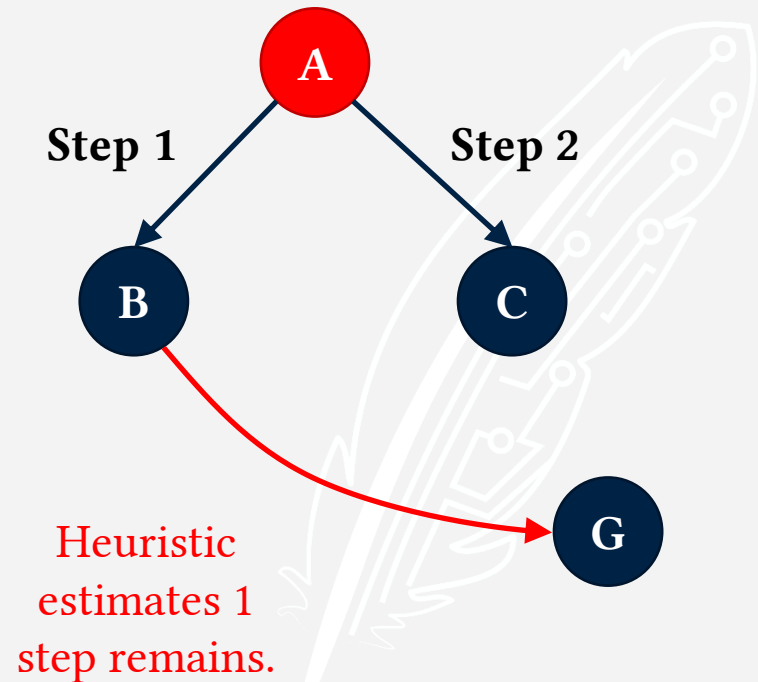 A
Step 1
Step 2
B
C
G
Heuristic
estimates 1
step remains.